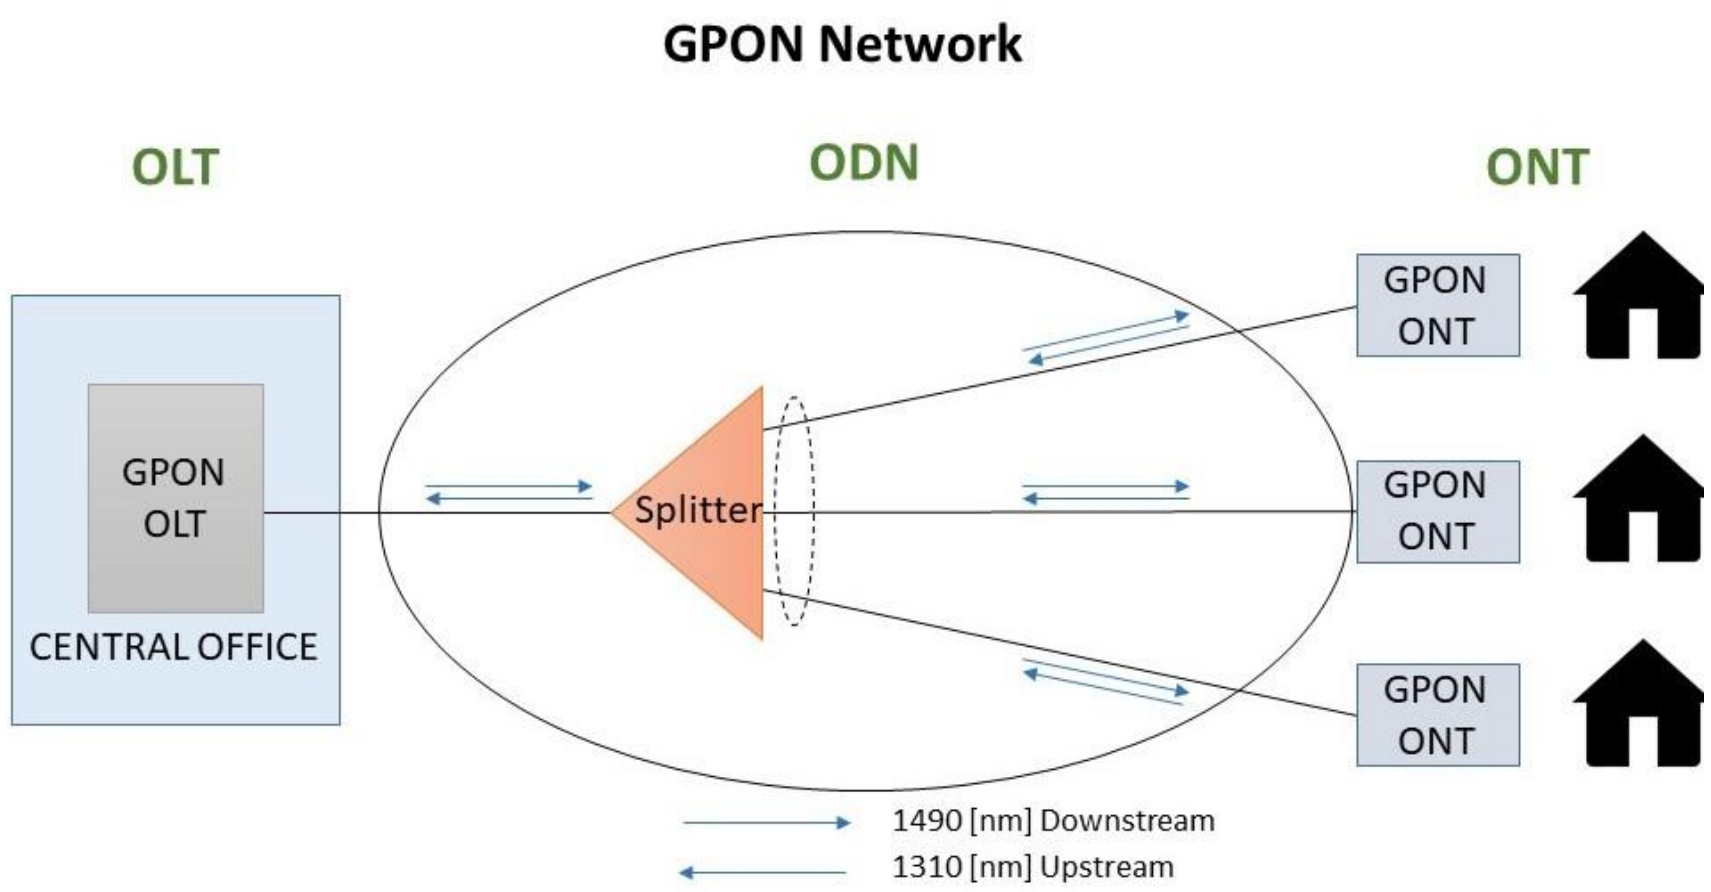 GPON Network
OLT
ODN
ONT
GPON
OLT
CENTRAL OFFICE
Splitter
GPON
ONT
GPON
ONT
GPON
ONT
1490 [nm] Downstream
1310 [nm] Upstream